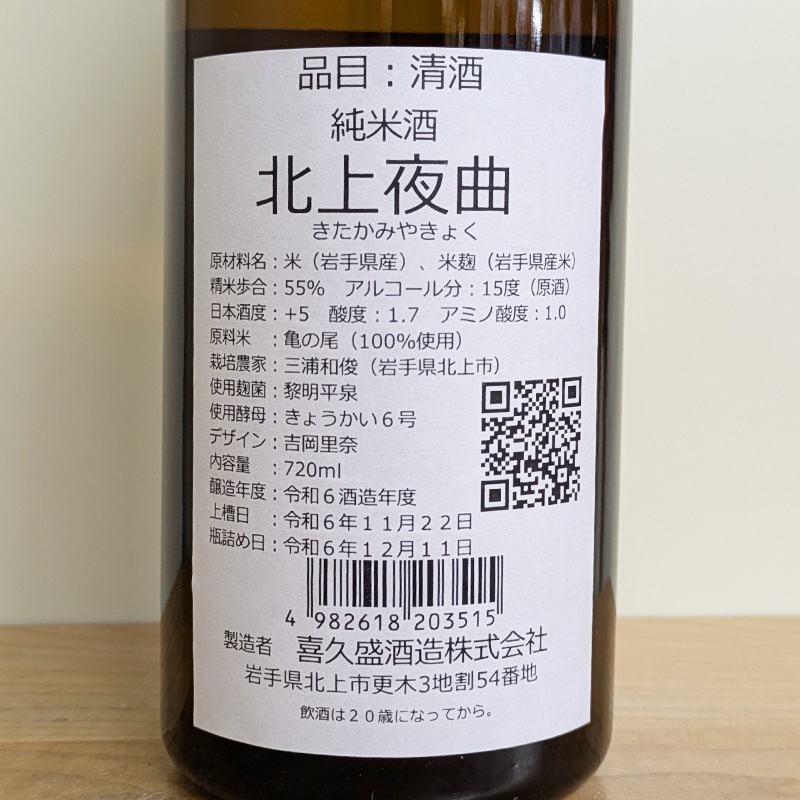 品目：清酒
純米酒
北上夜曲
きたかみやきょく
原材料名：米（岩手県産）、米麹（岩手県産米）
精米歩合：55%　アルコール分：15度（原酒）
日本酒度：+5　酸度：1.7　アミノ酸度：1.0
原料米　：亀の尾（100%使用）
栽培農家：三浦和俊（岩手県北上市）
使用麹菌：黎明平泉
使用酵母：きょうかい６号
デザイン：吉岡里奈
内容量　：720ml
醸造年度：令和６酒造年度
上槽日　：令和６年１１月２２日
瓶詰め日：令和６年１２月１１日
4 982618 203515
製造者　喜久盛酒造株式会社
岩手県北上市更木3地割54番地
飲酒は２０歳になってから。